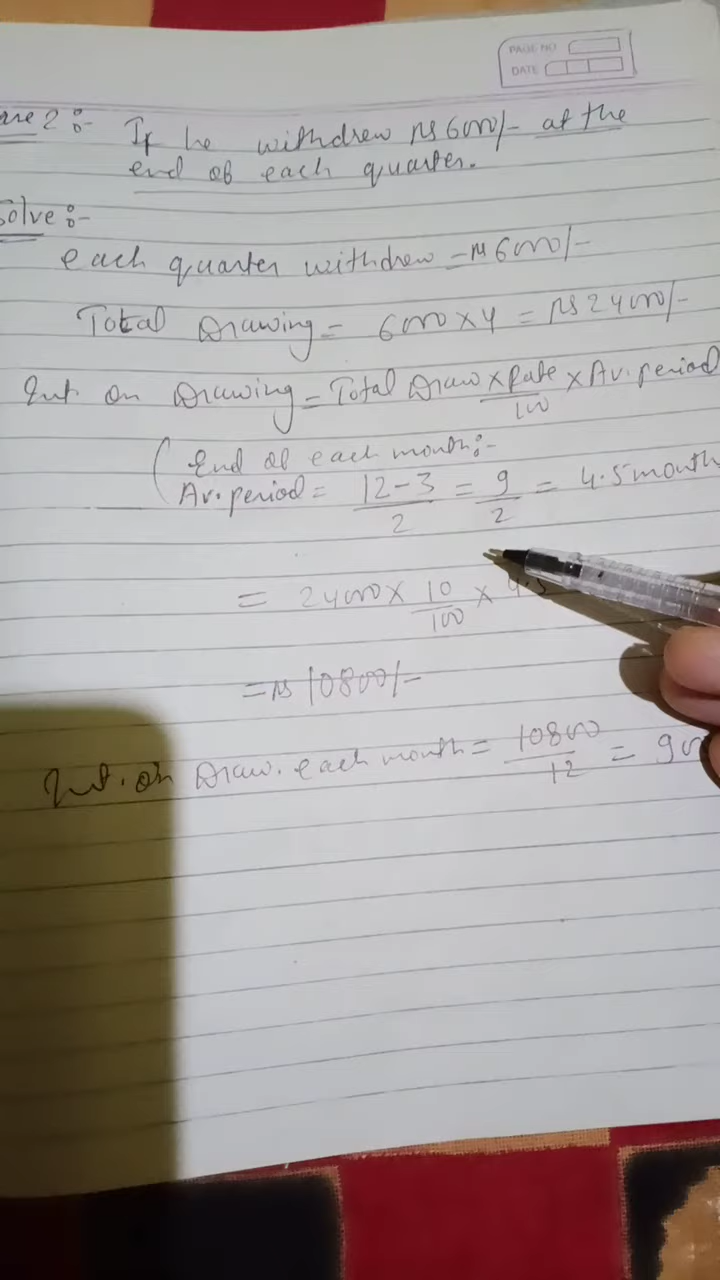 PAGE NO
DATE
2 :- If he withdrew Rs 6000/- at the
end of each quarter.
Solve :-
each quarter withdrew = Rs 6000/-
Total Drawing = 6000 × 4 = Rs 24000/-
Int. on Drawing = Total Draw × Rate/100 × Av. period
( End of each month :-
Av. period = 12-3/2 = 9/2 = 4.5 month
= 24000 × 10/100 × 4.5
= Rs 10800/-
Int. on Draw. each month = 10800/12 = 900